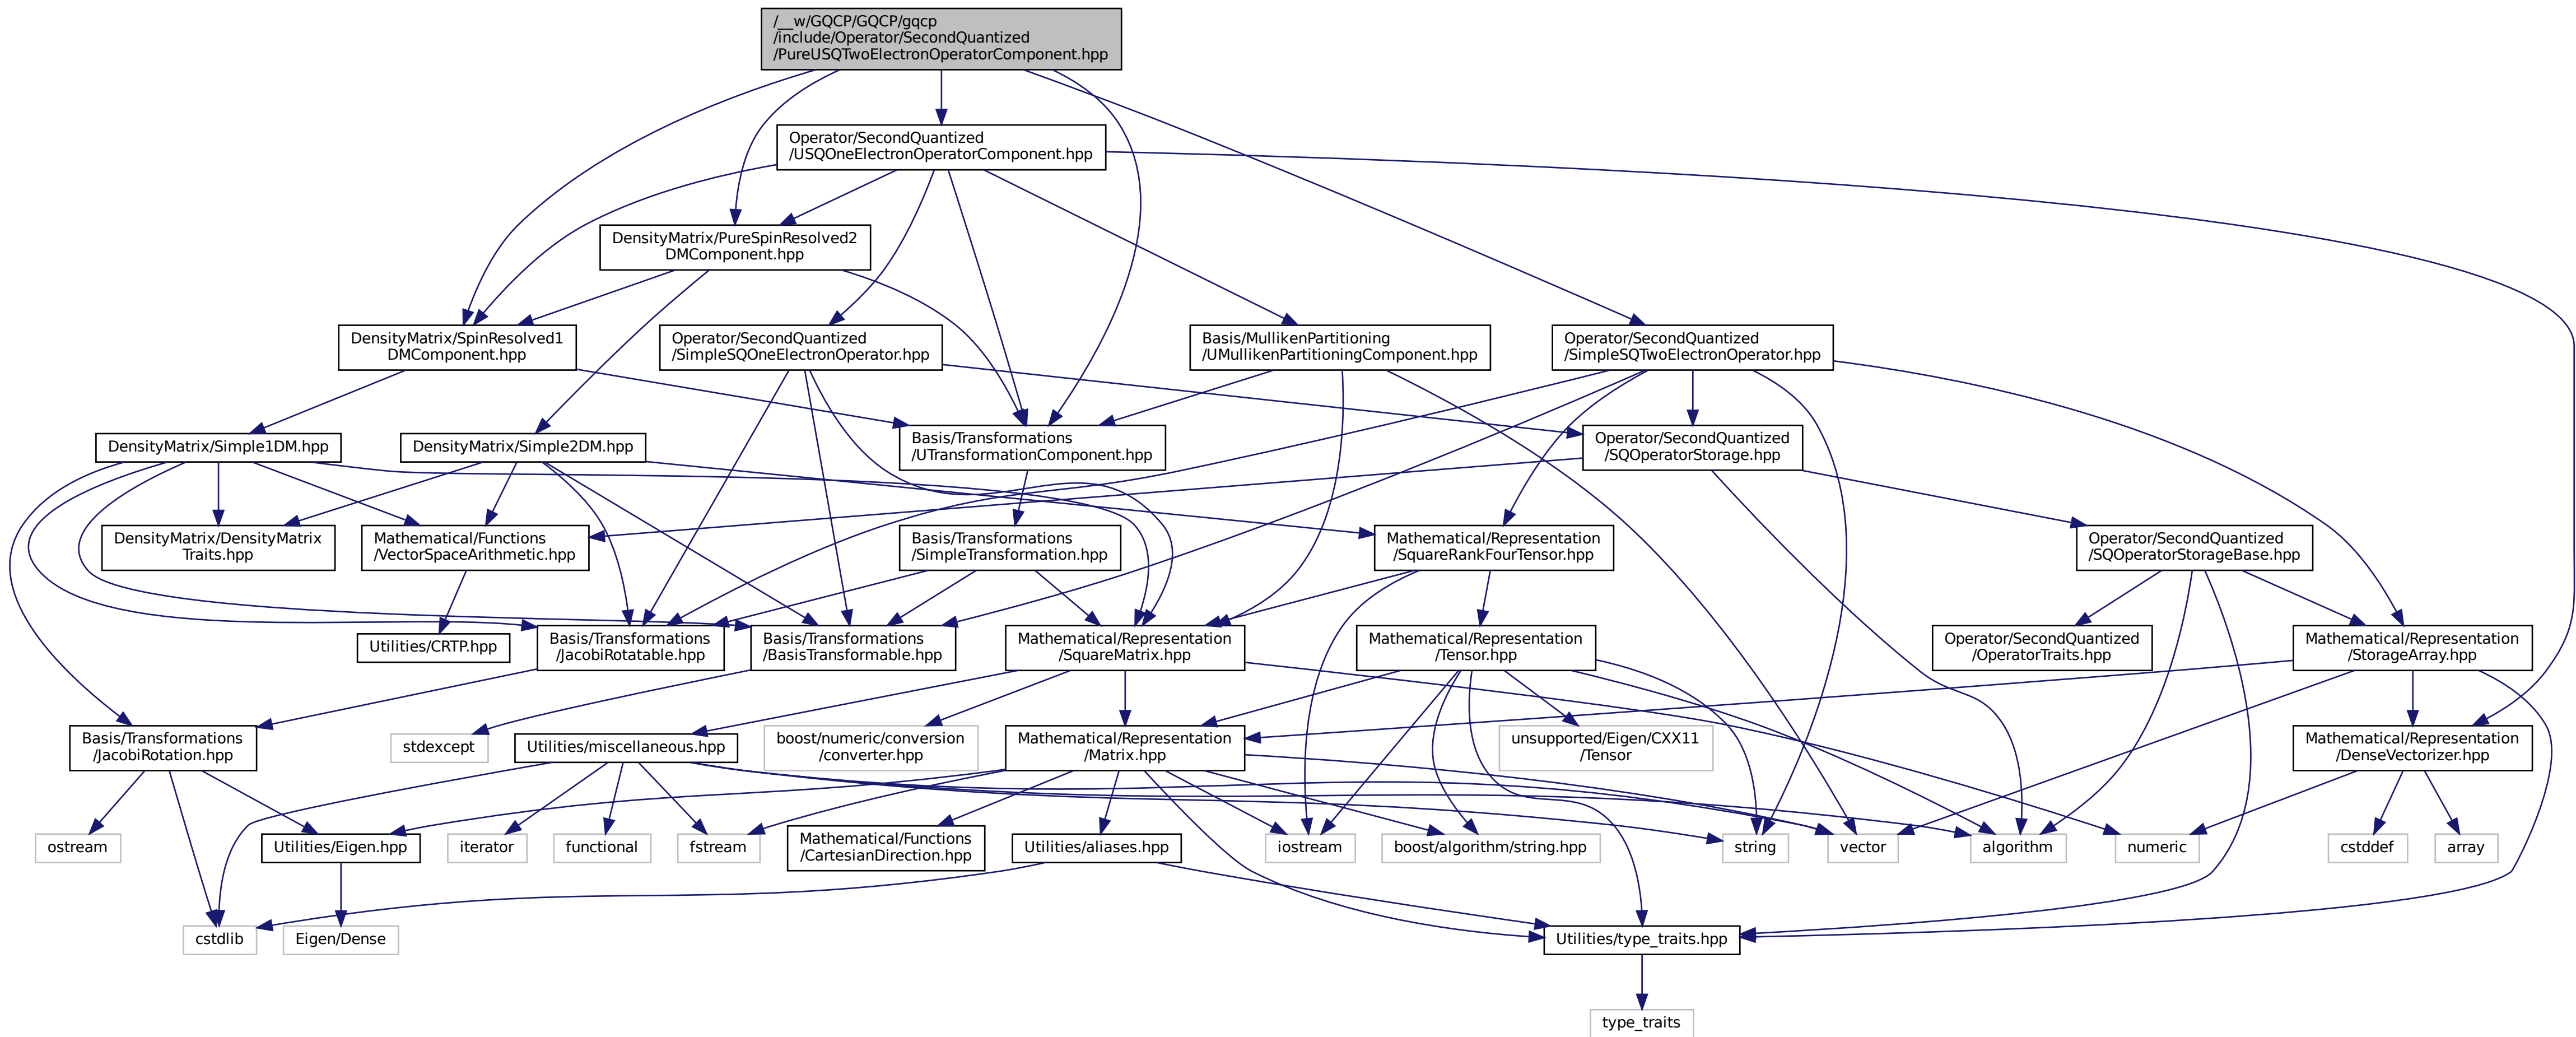 /__w/GQCP/GQCP/gqcp
/include/Operator/SecondQuantized
/PureUSQTwoElectronOperatorComponent.hpp
Operator/SecondQuantized
/USQOneElectronOperatorComponent.hpp
DensityMatrix/PureSpinResolved2
DMComponent.hpp
DensityMatrix/SpinResolved1
DMComponent.hpp
Operator/SecondQuantized
/SimpleSQOneElectronOperator.hpp
Basis/MullikenPartitioning
/UMullikenPartitioningComponent.hpp
Operator/SecondQuantized
/SimpleSQTwoElectronOperator.hpp
DensityMatrix/Simple1DM.hpp
DensityMatrix/Simple2DM.hpp
Basis/Transformations
/UTransformationComponent.hpp
Operator/SecondQuantized
/SQOperatorStorage.hpp
DensityMatrix/DensityMatrix
Traits.hpp
Mathematical/Functions
/VectorSpaceArithmetic.hpp
Basis/Transformations
/SimpleTransformation.hpp
Mathematical/Representation
/SquareRankFourTensor.hpp
Operator/SecondQuantized
/SQOperatorStorageBase.hpp
Utilities/CRTP.hpp
Basis/Transformations
/JacobiRotatable.hpp
Basis/Transformations
/BasisTransformable.hpp
Mathematical/Representation
/SquareMatrix.hpp
Mathematical/Representation
/Tensor.hpp
Operator/SecondQuantized
/OperatorTraits.hpp
Mathematical/Representation
/StorageArray.hpp
Basis/Transformations
/JacobiRotation.hpp
stdexcept
Utilities/miscellaneous.hpp
boost/numeric/conversion
/converter.hpp
Mathematical/Representation
/Matrix.hpp
unsupported/Eigen/CXX11
/Tensor
Mathematical/Representation
/DenseVectorizer.hpp
ostream
Utilities/Eigen.hpp
iterator
functional
fstream
Mathematical/Functions
/CartesianDirection.hpp
Utilities/aliases.hpp
iostream
boost/algorithm/string.hpp
string
vector
algorithm
numeric
cstddef
array
cstdlib
Eigen/Dense
Utilities/type_traits.hpp
type_traits